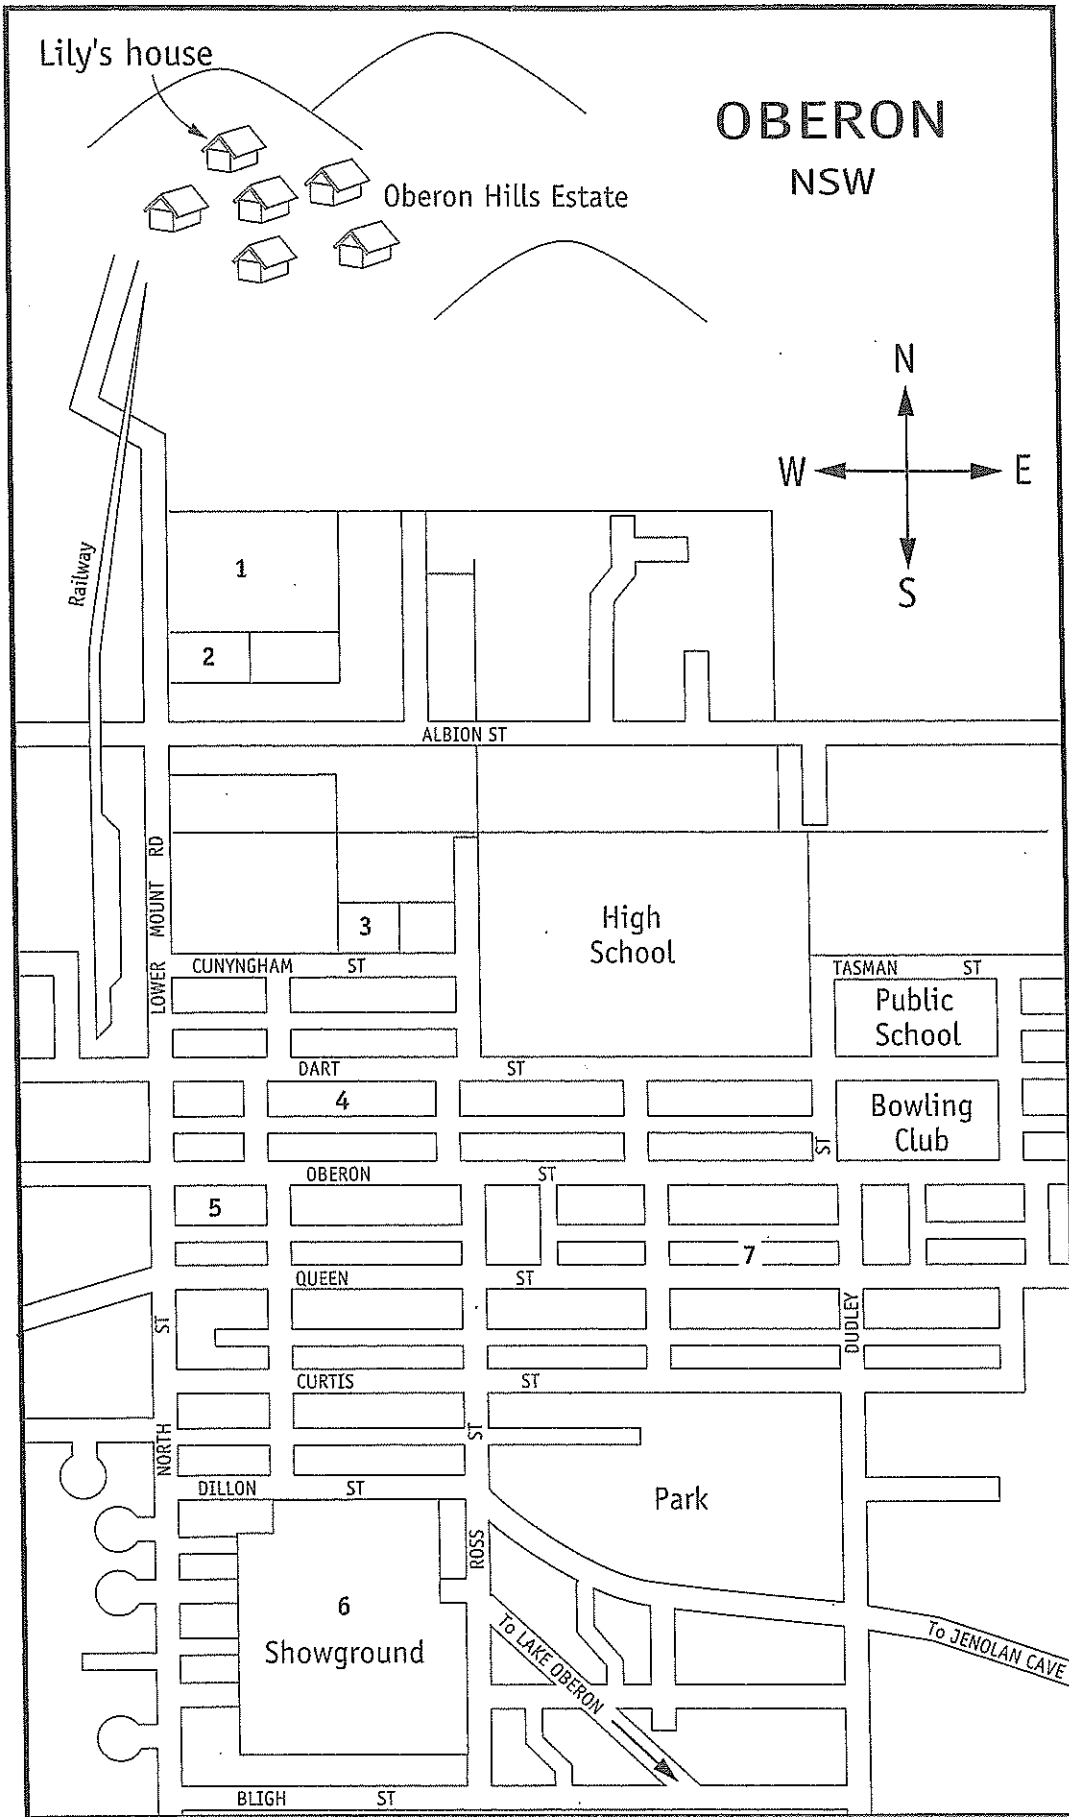 Lily's house
OBERON
NSW
Oberon Hills Estate
N
W
E
S
Railway
1
2
ALBION ST
LOWER MOUNT RD
3
High
School
CUNYNGHAM ST
TASMAN ST
Public
School
DART ST
4
Bowling
Club
ST
OBERON ST
5
7
QUEEN ST
DUDLEY
ST
CURTIS ST
NORTH
ST
DILLON ST
Park
ROSS
6
Showground
To LAKE OBERON
To JENOLAN CAVE
BLIGH ST